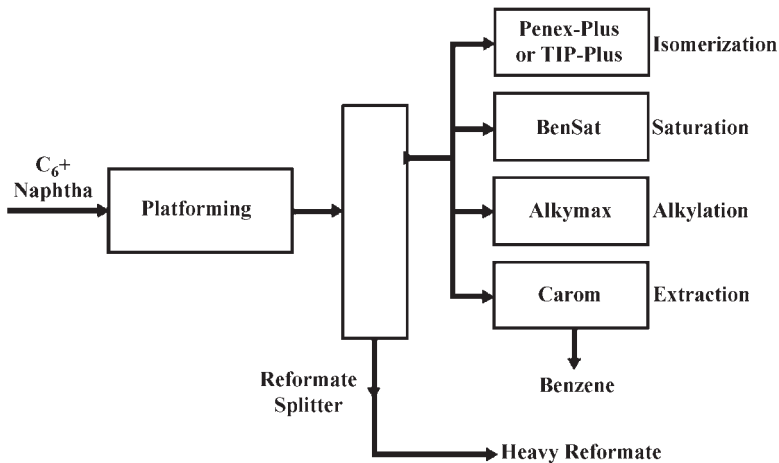 C6+
Naphtha
Platforming
Reformate
Splitter
Heavy Reformate
Penex-Plus
or TIP-Plus
Isomerization
BenSat
Saturation
Alkymax
Alkylation
Carom
Extraction
Benzene